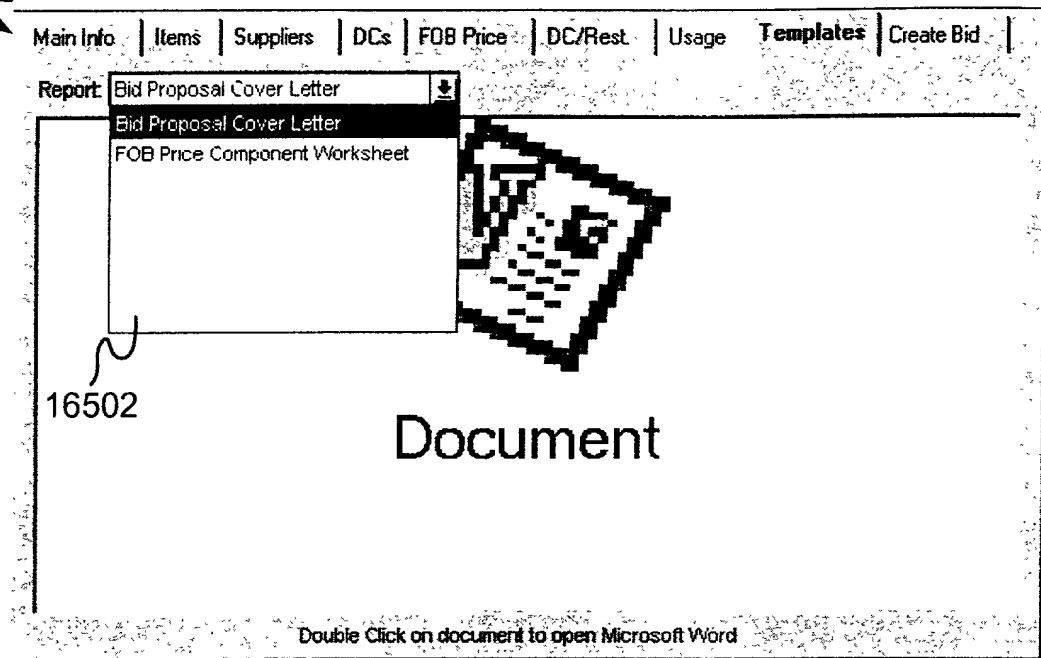 Main Info Items Suppliers DCs FOB Price DC/Rest. Usage Templates Create Bid
Report: Bid Proposal Cover Letter
Bid Proposal Cover Letter
FOB Price Component Worksheet
16502
Document
Double Click on document to open Microsoft Word